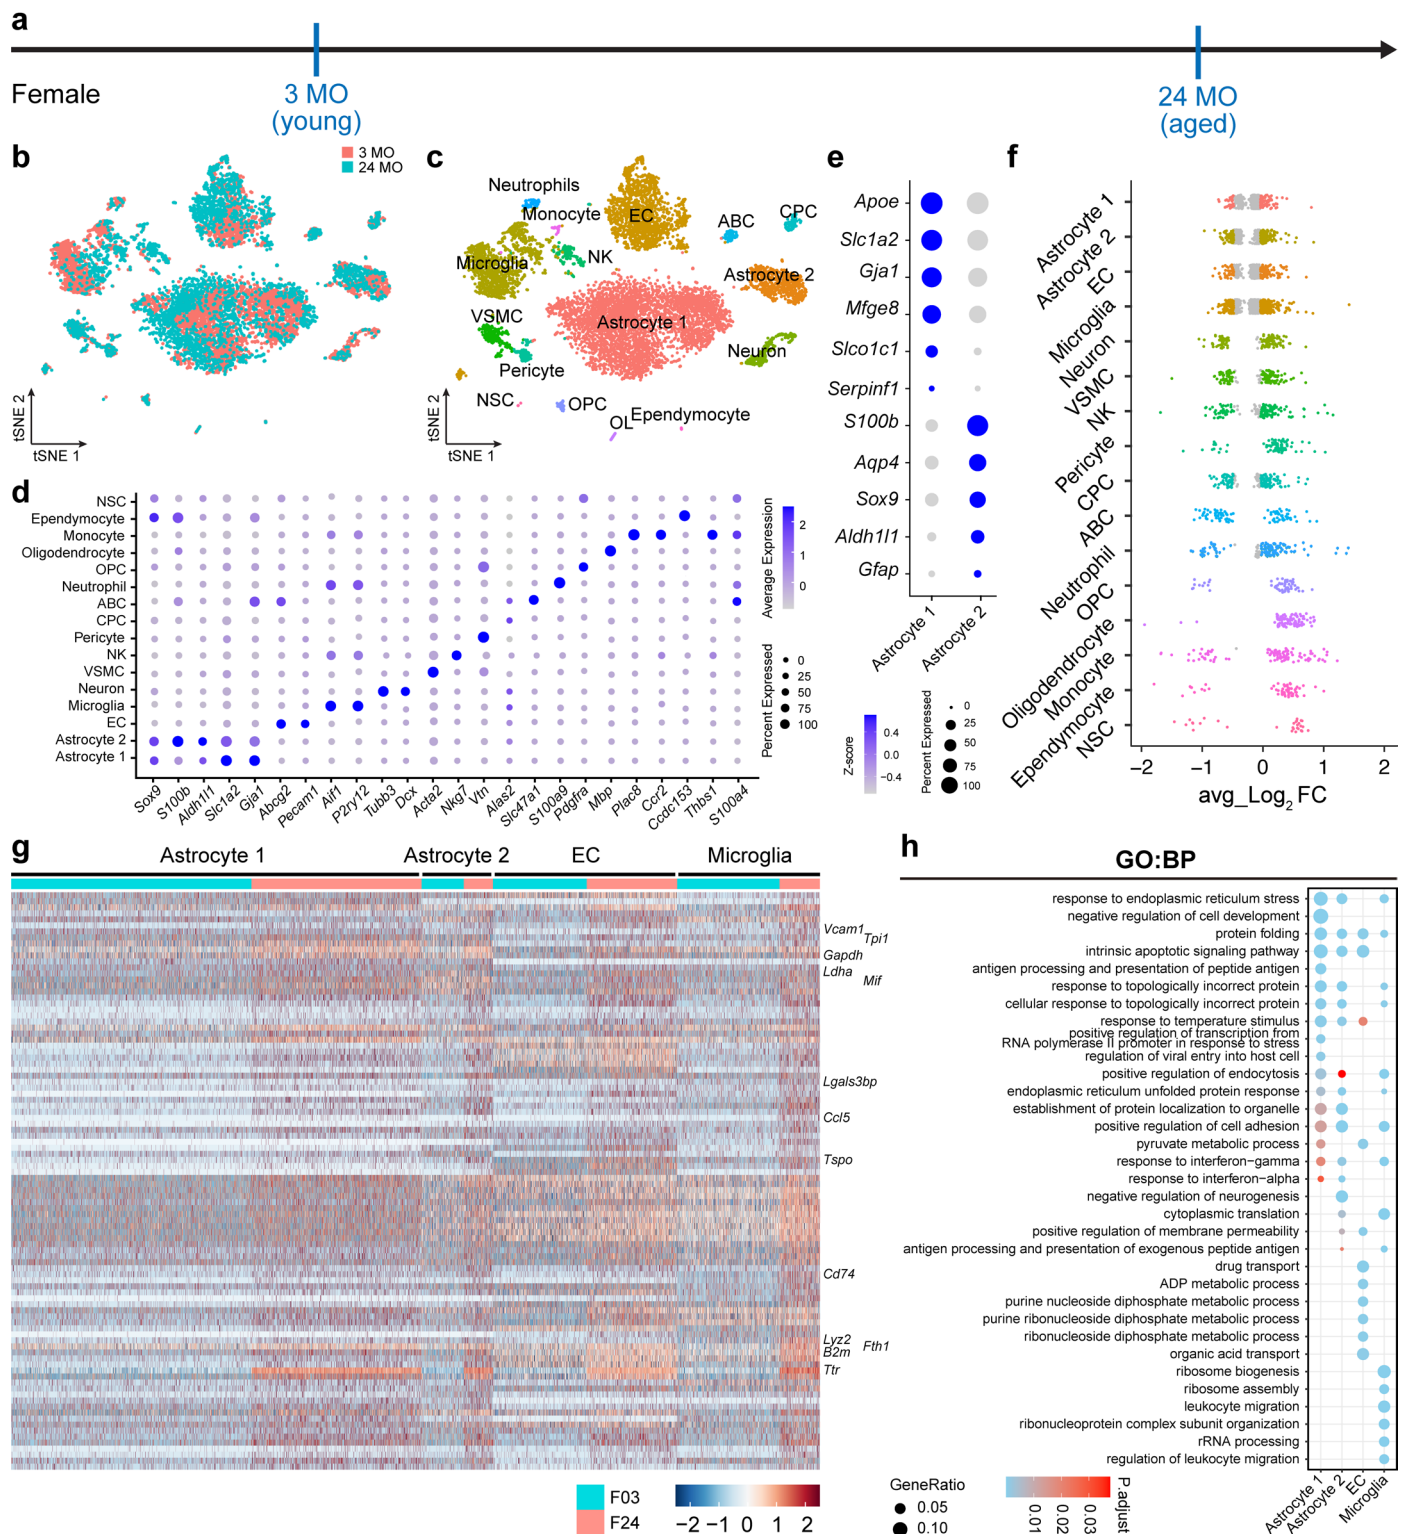 a
Female
3 MO
(young)
24 MO
(aged)
b
3 MO
24 MO
tSNE 2
tSNE 1
c
Neutrophils
Monocyte
EC
ABC
CPC
NK
Microglia
Astrocyte 2
VSMC
Astrocyte 1
Neuron
Pericyte
NSC
OPC
OL
Ependymocyte
tSNE 2
tSNE 1
d
NSC
Ependymocyte
Monocyte
Oligodendrocyte
OPC
Neutrophil
ABC
CPC
Pericyte
NK
VSMC
Neuron
Microglia
EC
Astrocyte 2
Astrocyte 1
Sox9
S100b
Aldh1l1
Slc1a2
Gja1
Abcg2
Pecam1
Aif1
P2ry12
Tubb3
Dcx
Acta2
Nkg7
Vtn
Alas2
Slc47a1
S100a9
Pdgfra
Mbp
Plac8
Ccr2
Ccdc153
Thbs1
S100a4
Average Expression
2
1
0
Percent Expressed
0
25
50
75
100
e
Apoe
Slc1a2
Gja1
Mfge8
Slco1c1
Serpinf1
S100b
Aqp4
Sox9
Aldh1l1
Gfap
Astrocyte 1
Astrocyte 2
Z-score
0.4
0.0
−0.4
Percent Expressed
0
25
50
75
100
f
Astrocyte 1
Astrocyte 2
EC
Microglia
Neuron
VSMC
NK
Pericyte
CPC
ABC
Neutrophil
OPC
Oligodendrocyte
Monocyte
Ependymocyte
NSC
−2 −1 0 1 2
avg_Log2 FC
g
Astrocyte 1 Astrocyte 2 EC Microglia
Vcam1
Tpi1
Gapdh
Ldha
Mif
Lgals3bp
Ccl5
Tspo
Cd74
Lyz2
Fth1
B2m
Ttr
F03
F24
−2 −1 0 1 2
h
GO:BP
response to endoplasmic reticulum stress
negative regulation of cell development
protein folding
intrinsic apoptotic signaling pathway
antigen processing and presentation of peptide antigen
response to topologically incorrect protein
cellular response to topologically incorrect protein
response to temperature stimulus
positive regulation of transcription from
RNA polymerase II promoter in response to stress
regulation of viral entry into host cell
positive regulation of endocytosis
endoplasmic reticulum unfolded protein response
establishment of protein localization to organelle
positive regulation of cell adhesion
pyruvate metabolic process
response to interferon−gamma
response to interferon−alpha
negative regulation of neurogenesis
cytoplasmic translation
positive regulation of membrane permeability
antigen processing and presentation of exogenous peptide antigen
drug transport
ADP metabolic process
purine nucleoside diphosphate metabolic process
purine ribonucleoside diphosphate metabolic process
ribonucleoside diphosphate metabolic process
organic acid transport
ribosome biogenesis
ribosome assembly
leukocyte migration
ribonucleoprotein complex subunit organization
rRNA processing
regulation of leukocyte migration
Astrocyte 1
Astrocyte 2
EC
Microglia
GeneRatio
0.05
0.10
0.01
0.02
0.03
P.adjust